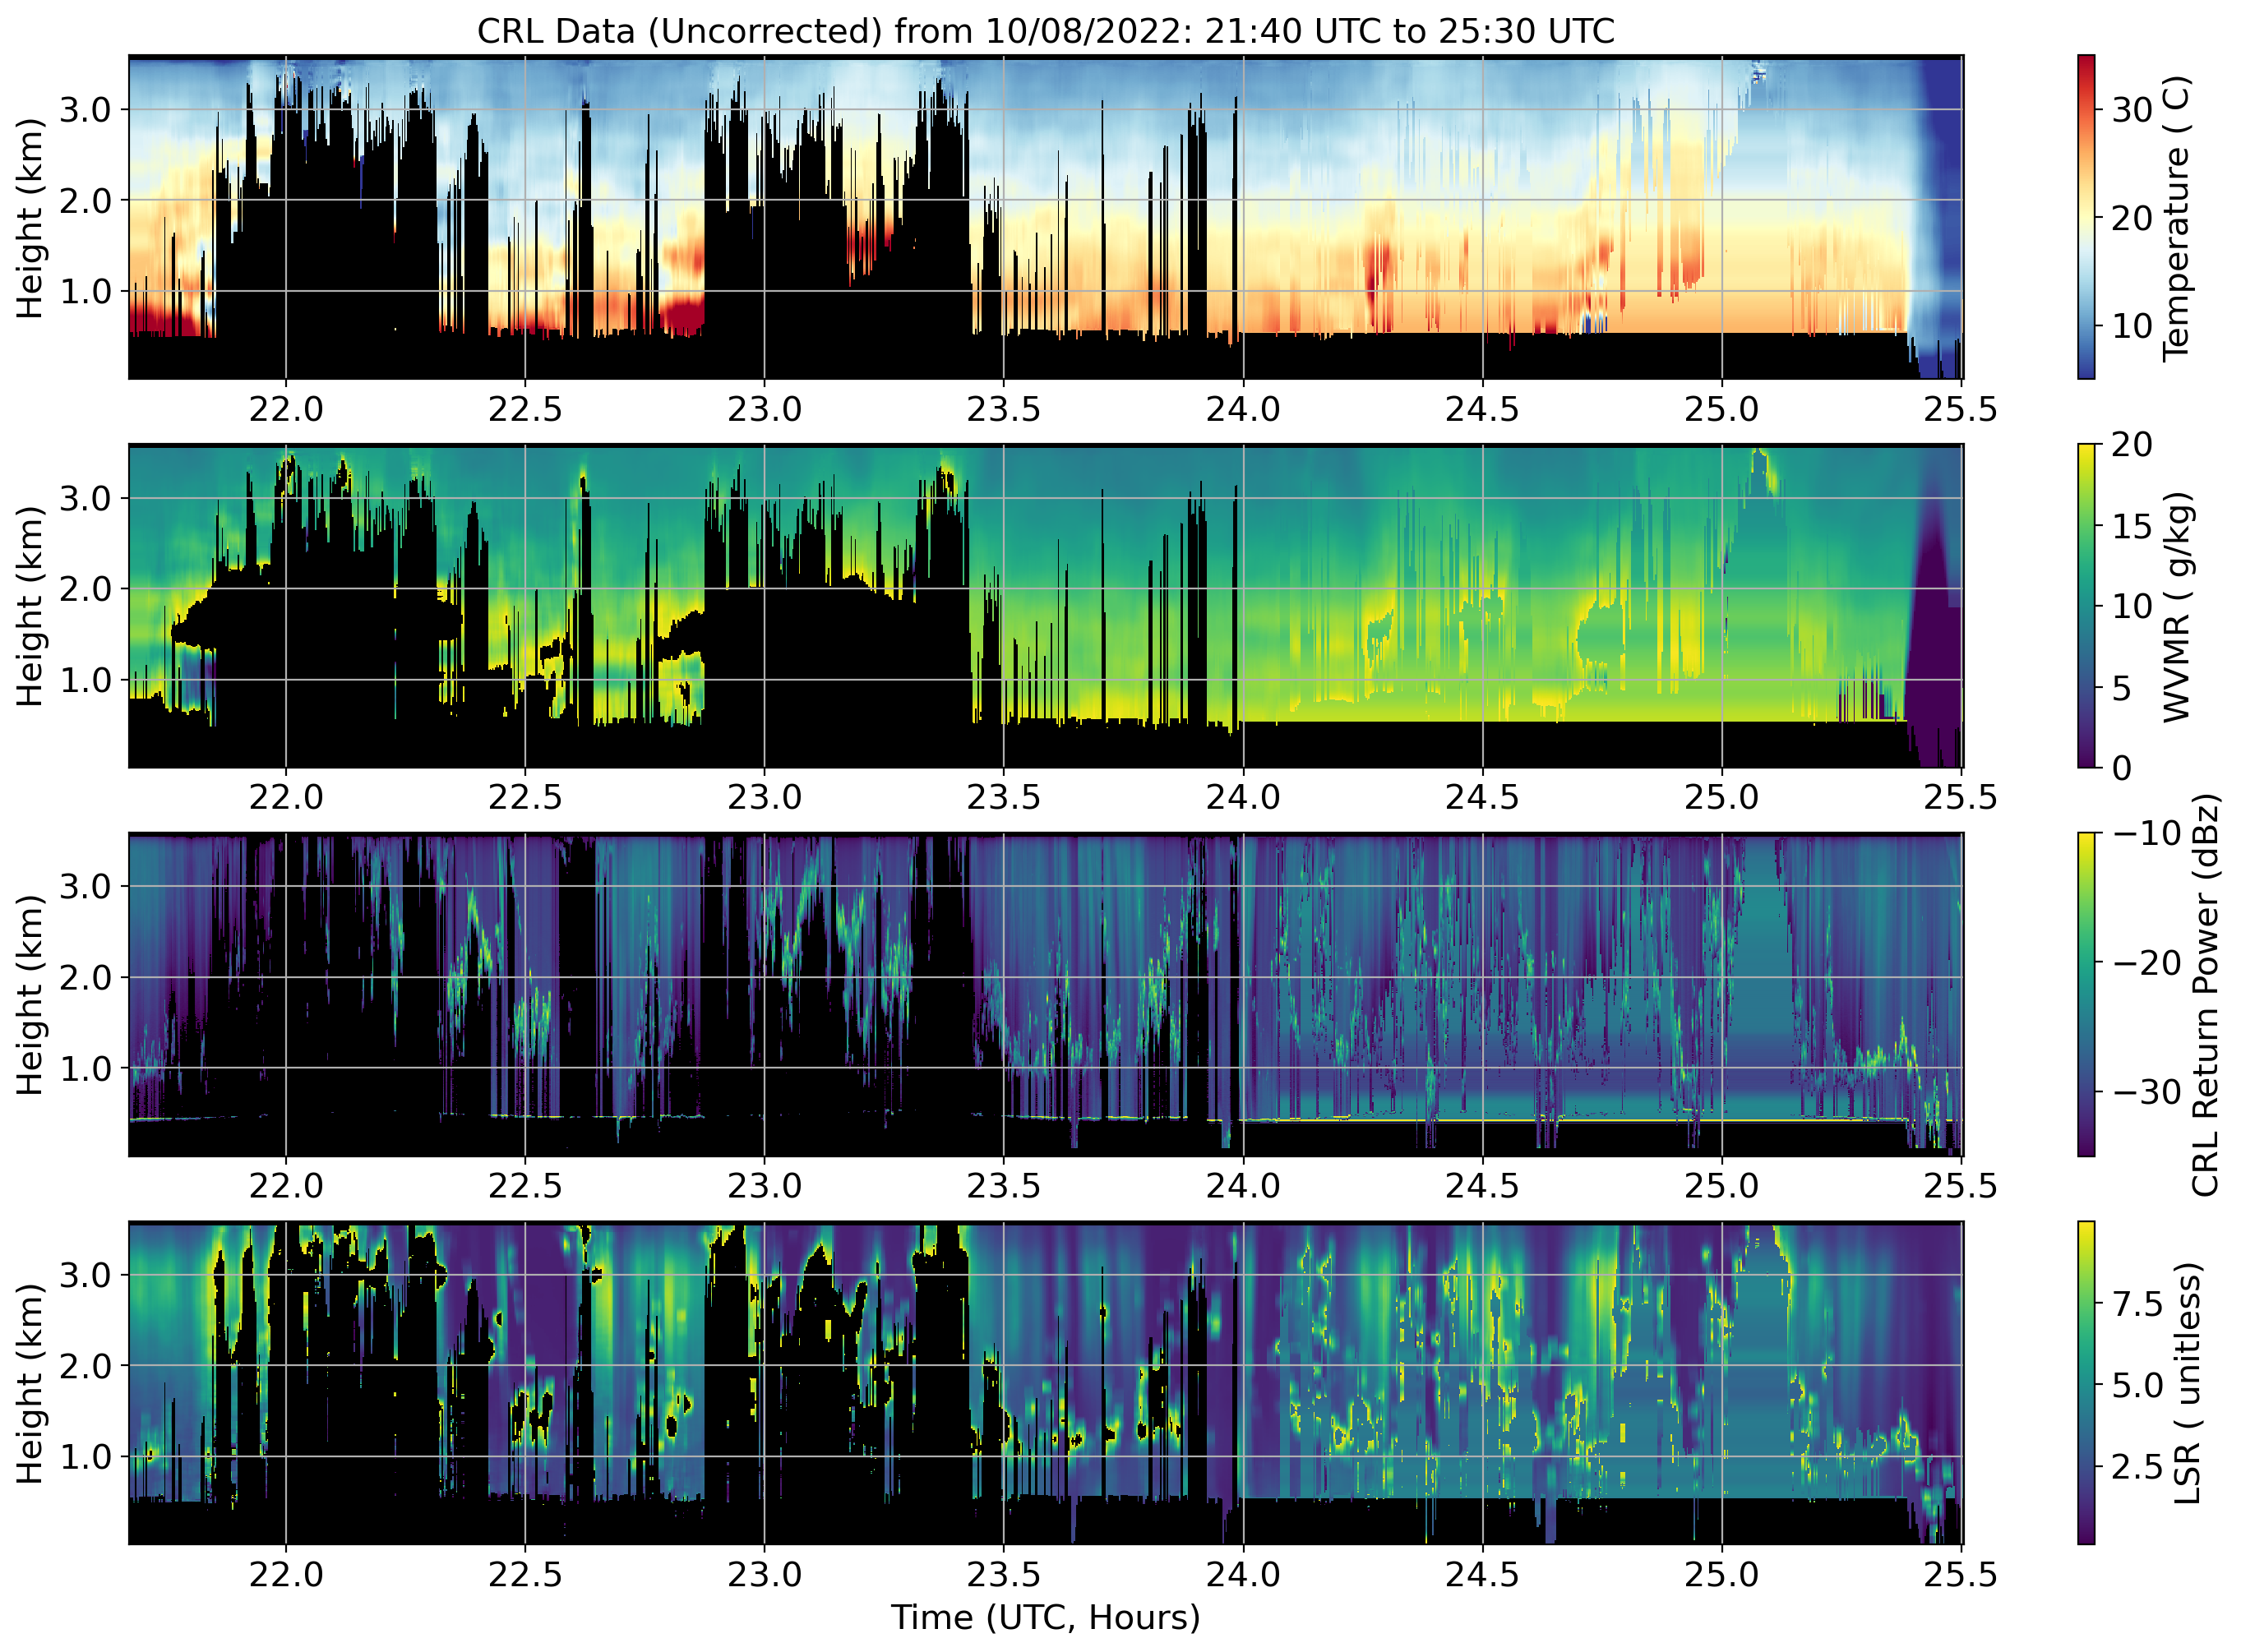 CRL Data (Uncorrected) from 10/08/2022: 21:40 UTC to 25:30 UTC
Height (km)
3.0
2.0
1.0
22.0 22.5 23.0 23.5 24.0 24.5 25.0 25.5
30
20
10
Temperature ( C)
Height (km)
3.0
2.0
1.0
22.0 22.5 23.0 23.5 24.0 24.5 25.0 25.5
20
15
10
5
0
WVMR ( g/kg)
Height (km)
3.0
2.0
1.0
22.0 22.5 23.0 23.5 24.0 24.5 25.0 25.5
−10
−20
−30
CRL Return Power (dBz)
Height (km)
3.0
2.0
1.0
22.0 22.5 23.0 23.5 24.0 24.5 25.0 25.5
7.5
5.0
2.5
LSR ( unitless)
Time (UTC, Hours)